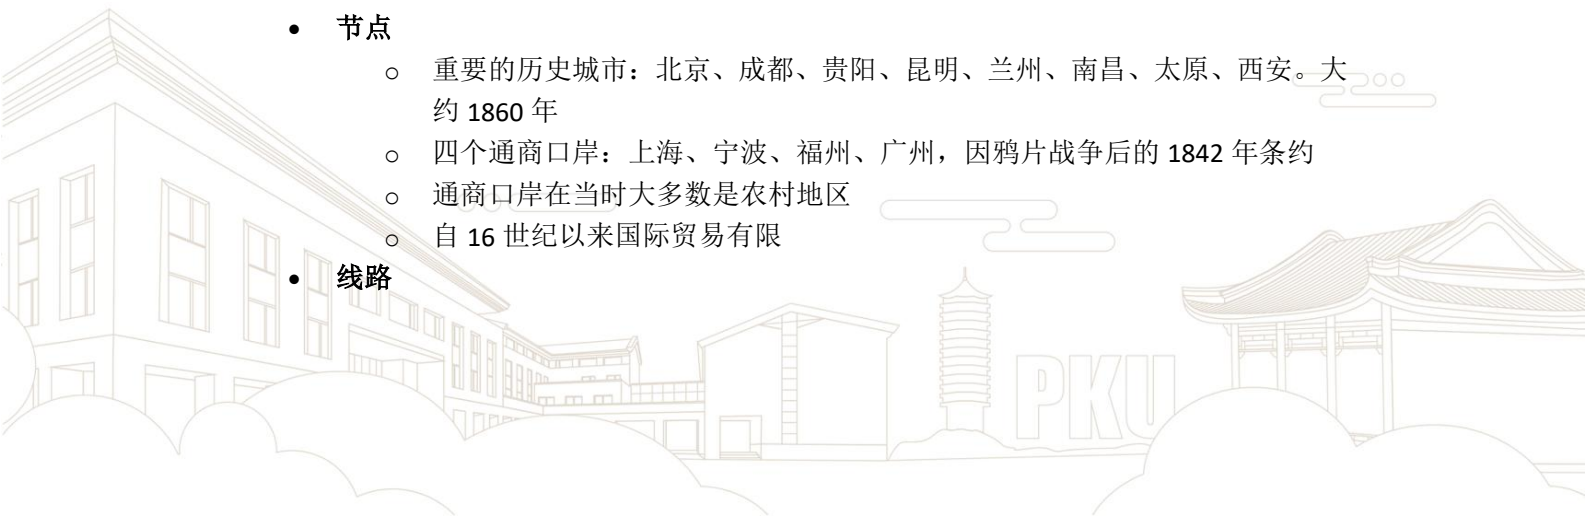 • 节点
o 重要的历史城市：北京、成都、贵阳、昆明、兰州、南昌、太原、西安。大
约 1860 年
o 四个通商口岸：上海、宁波、福州、广州，因鸦片战争后的 1842 年条约
o 通商口岸在当时大多数是农村地区
o 自 16 世纪以来国际贸易有限
• 线路
PKU